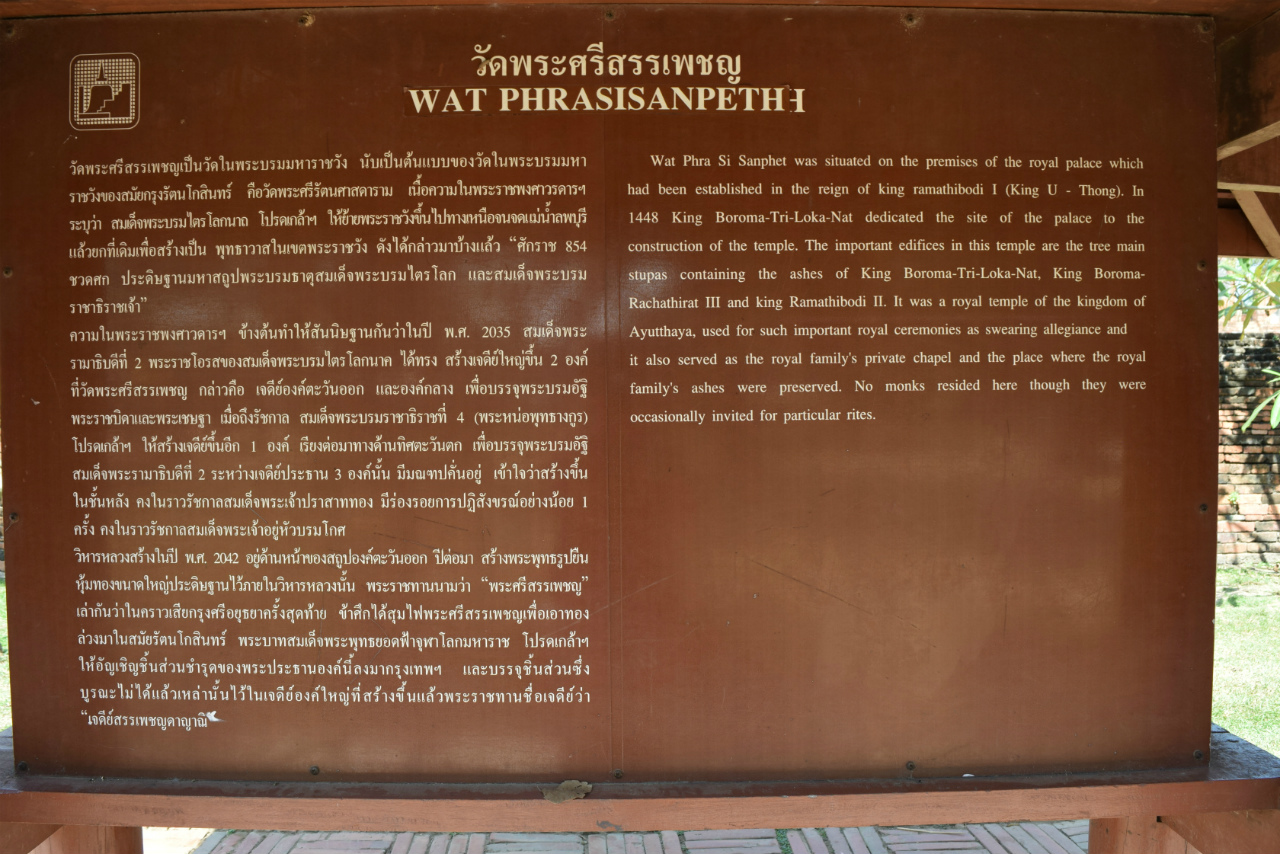 วัดพระศรีสรรเพชญ
WAT PHRASISANPETH
วัดพระศรีสรรเพชญเป็นวัดในพระบรมมหาราชวัง นับเป็นต้นแบบของวัดในพระบรมมหา
ราชวังของสมัยกรุงรัตนโกสินทร์ คือวัดพระศรีรัตนศาสดาราม เนื้อความในพระราชพงศาวรดารฯ
ระบุว่า สมเด็จพระบรมไตรโลกนาถ โปรดเกล้าฯ ให้ย้ายพระราชวังขึ้นไปทางเหนือจนจดแม่น้ำลพบุรี
แล้วยกที่เดิมเพื่อสร้างเป็น พุทธาวาสในเขตพระราชวัง ดังได้กล่าวมาบ้างแล้ว “ศักราช 854
ชวดศก ประดิษฐานมหาสถูปพระบรมธาตุสมเด็จพระบรมไตรโลก และสมเด็จพระบรม
ราชาธิราชเจ้า”
ความในพระราชพงศาวดารฯ ข้างต้นทำให้สันนิษฐานกันว่าในปี พ.ศ. 2035 สมเด็จพระ
รามาธิบดีที่ 2 พระราชโอรสของสมเด็จพระบรมไตรโลกนาค ได้ทรง สร้างเจดีย์ใหญ่ขึ้น 2 องค์
ที่วัดพระศรีสรรเพชญ กล่าวคือ เจดีย์องค์ตะวันออก และองค์กลาง เพื่อบรรจุพระบรมอัฐิ
พระราชบิดาและพระเชษฐา เมื่อถึงรัชกาล สมเด็จพระบรมราชาธิราชที่ 4 (พระหน่อพุทธางกูร)
โปรดเกล้าฯ ให้สร้างเจดีย์ขึ้นอีก 1 องค์ เรียงต่อมาทางด้านทิศตะวันตก เพื่อบรรจุพระบรมอัฐิ
สมเด็จพระรามาธิบดีที่ 2 ระหว่างเจดีย์ประธาน 3 องค์นั้น มีมณฑปคั่นอยู่ เข้าใจว่าสร้างขึ้น
ในชั้นหลัง คงในราวรัชกาลสมเด็จพระเจ้าปราสาททอง มีร่องรอยการปฏิสังขรณ์อย่างน้อย 1
ครั้ง คงในราวรัชกาลสมเด็จพระเจ้าอยู่หัวบรมโกศ
วิหารหลวงสร้างในปี พ.ศ. 2042 อยู่ด้านหน้าของสถูปองค์ตะวันออก ปีต่อมา สร้างพระพุทธรูปยืน
หุ้มทองขนาดใหญ่ประดิษฐานไว้ภายในวิหารหลวงนั้น พระราชทานนามว่า “พระศรีสรรเพชญ”
เล่ากันว่าในคราวเสียกรุงศรีอยุธยาครั้งสุดท้าย ข้าศึกได้สุมไฟพระศรีสรรเพชญเพื่อเอาทอง
ล่วงมาในสมัยรัตนโกสินทร์ พระบาทสมเด็จพระพุทธยอดฟ้าจุฬาโลกมหาราช โปรดเกล้าฯ
ให้อัญเชิญชิ้นส่วนชำรุดของพระประธานองค์นี้ลงมากรุงเทพฯ และบรรจุชิ้นส่วนซึ่ง
บูรณะไม่ได้แล้วเหล่านั้นไว้ในเจดีย์องค์ใหญ่ที่สร้างขึ้นแล้วพระราชทานชื่อเจดีย์ว่า
“เจดีย์สรรเพชญดาญาณ”
Wat Phra Si Sanphet was situated on the premises of the royal palace which
had been established in the reign of king ramathibodi I (King U - Thong). In
1448 King Boroma-Tri-Loka-Nat dedicated the site of the palace to the
construction of the temple. The important edifices in this temple are the tree main
stupas containing the ashes of King Boroma-Tri-Loka-Nat, King Boroma-
Rachathirat III and king Ramathibodi II. It was a royal temple of the kingdom of
Ayutthaya, used for such important royal ceremonies as swearing allegiance and
it also served as the royal family's private chapel and the place where the royal
family's ashes were preserved. No monks resided here though they were
occasionally invited for particular rites.